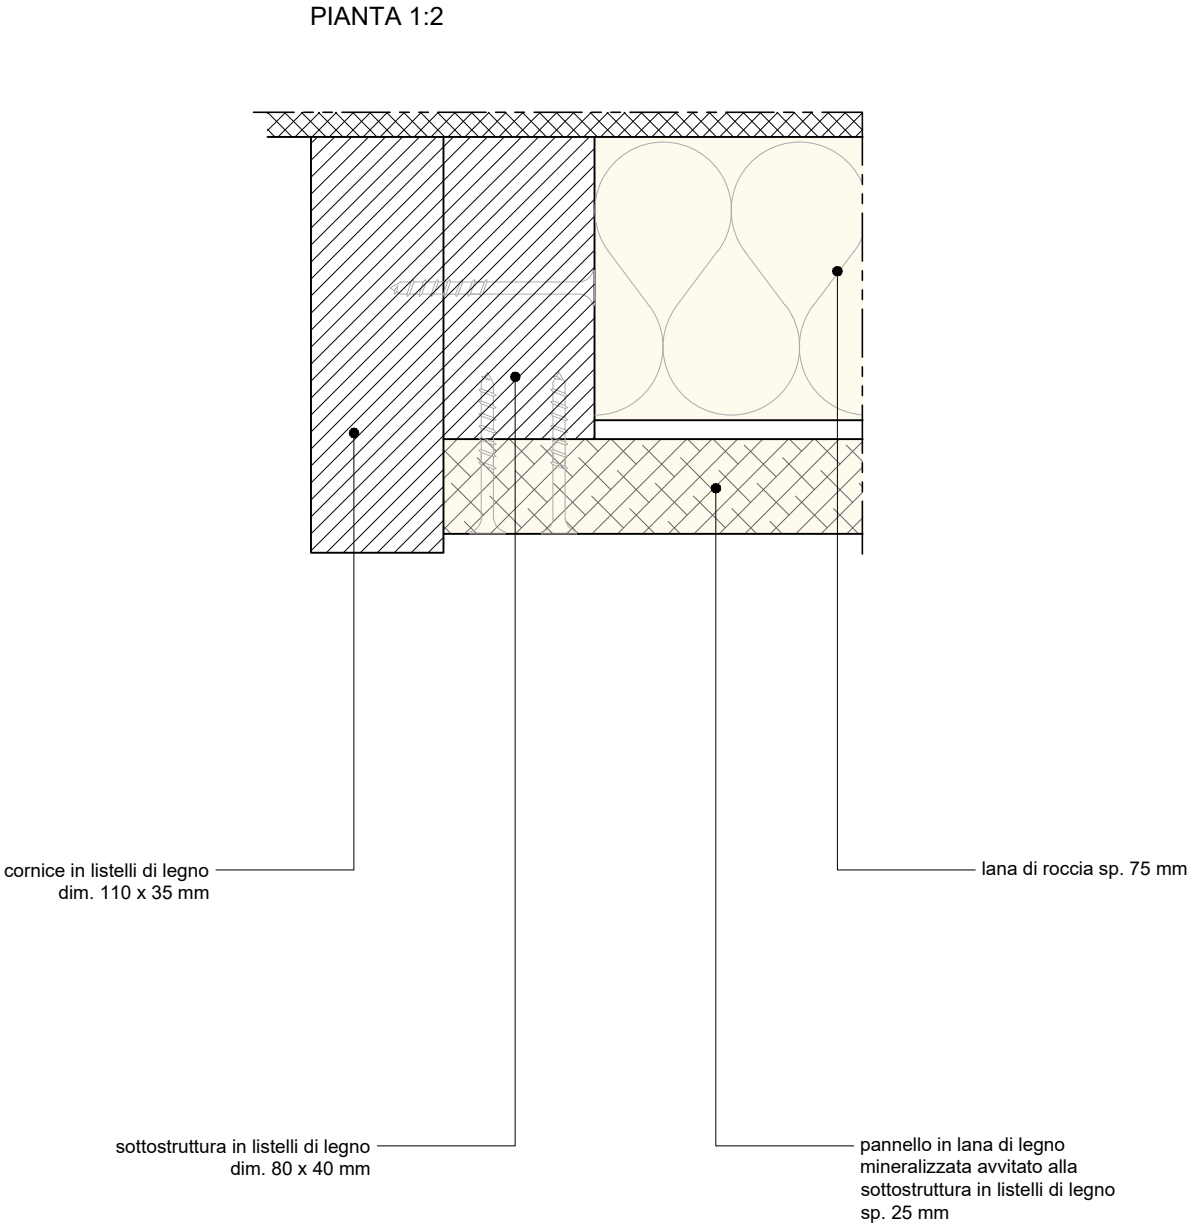 PIANTA 1:2
cornice in listelli di legno
dim. 110 x 35 mm
lana di roccia sp. 75 mm
sottostruttura in listelli di legno
dim. 80 x 40 mm
pannello in lana di legno
mineralizzata avvitato alla
sottostruttura in listelli di legno
sp. 25 mm